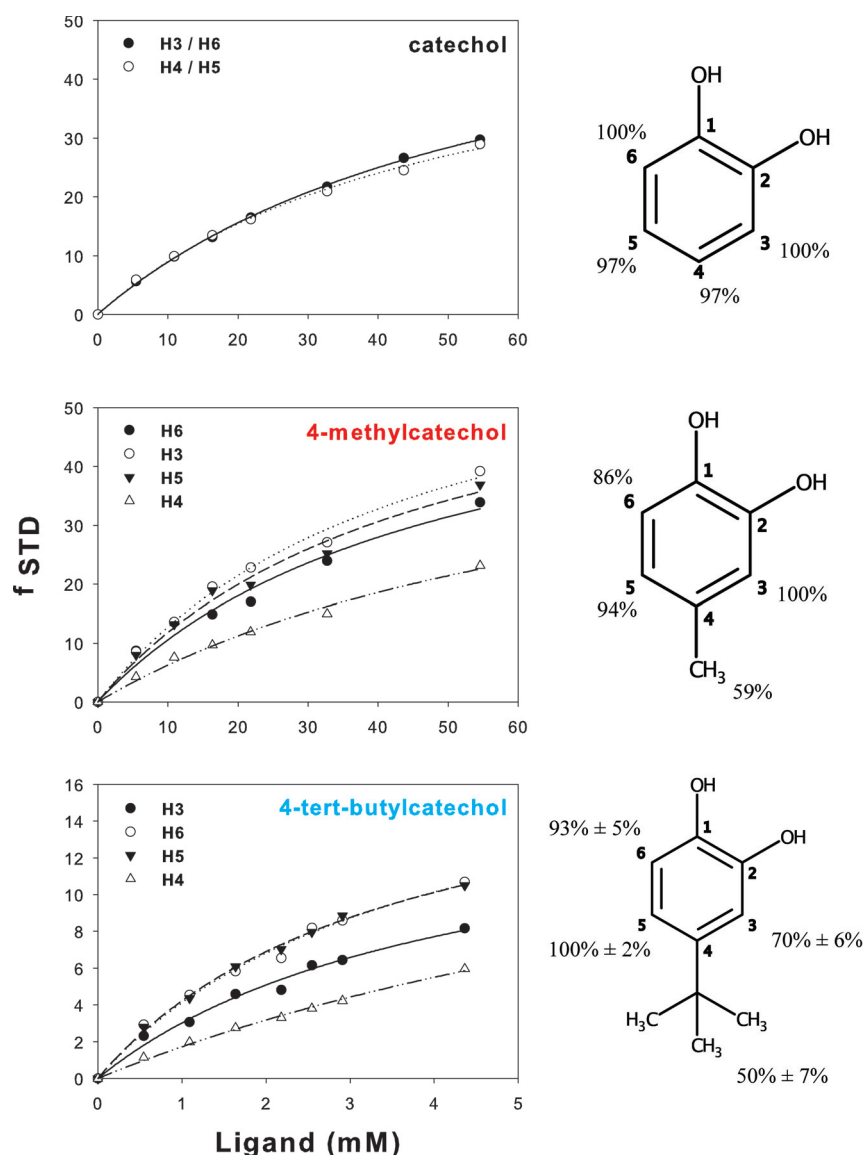 50
40
30
20
10
0
H3 / H6
H4 / H5
catechol
0 10 20 30 40 50 60
OH
OH
1
2
3
4
5
6
100%
100%
97%
97%
f STD
50
40
30
20
10
0
H6
H3
H5
H4
4-methylcatechol
0 10 20 30 40 50 60
OH
OH
1
2
3
4
5
6
86%
100%
94%
CH3
59%
16
14
12
10
8
6
4
2
0
H3
H6
H5
H4
4-tert-butylcatechol
0 1 2 3 4 5
Ligand (mM)
OH
OH
1
2
3
4
5
6
93% ± 5%
70% ± 6%
100% ± 2%
H3C
CH3
CH3
50% ± 7%